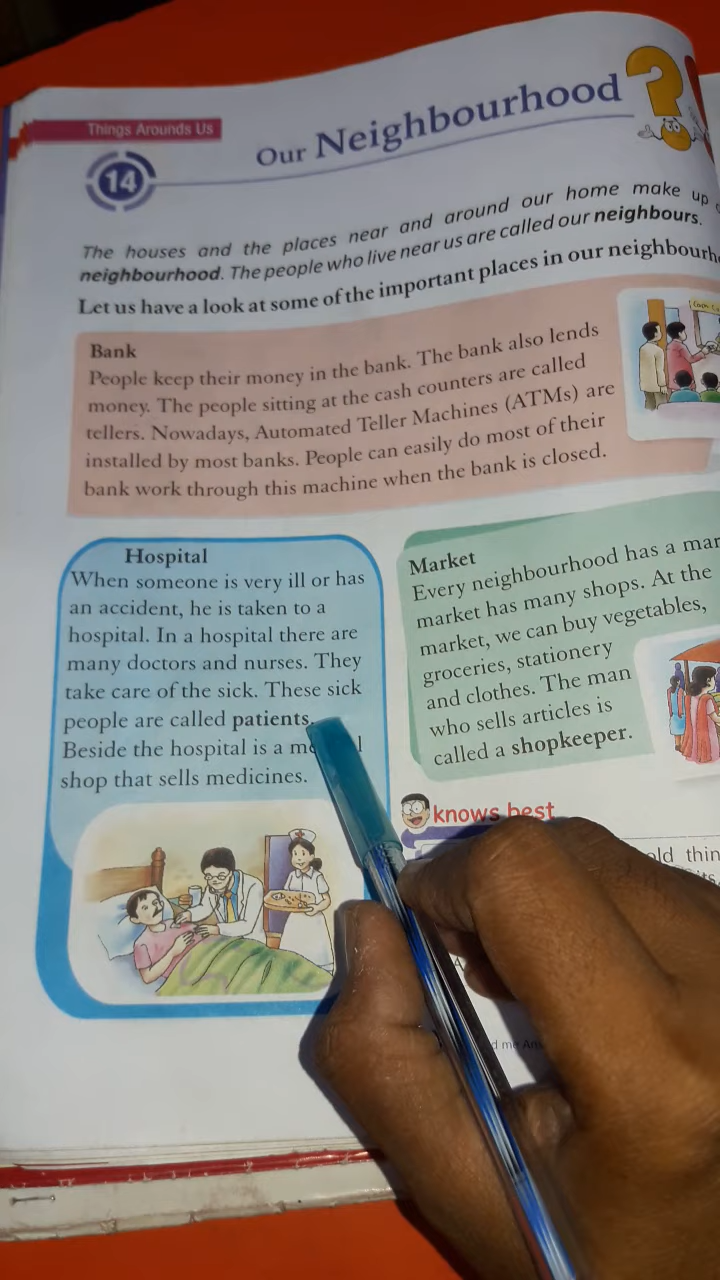 Things Arounds Us
14
Our Neighbourhood
The houses and the places near and around our home make up
neighbourhood. The people who live near us are called our neighbours.
Let us have a look at some of the important places in our
Bank
People keep their money in the bank. The bank also lends
money. The people sitting at the cash counters are called
tellers. Nowadays, Automated Teller Machines (ATMs) are
installed by most banks. People can easily do most of their
bank work through this machine when the bank is closed.
Hospital
When someone is very ill or has
an accident, he is taken to a
hospital. In a hospital there are
many doctors and nurses. They
take care of the sick. These sick
people are called patients.
Beside the hospital is a
shop that sells medicines.
Market
Every neighbourhood has a
market has many shops. At the
market, we can buy vegetables,
groceries, stationery
and clothes. The man
who sells articles is
called a shopkeeper.
knows best